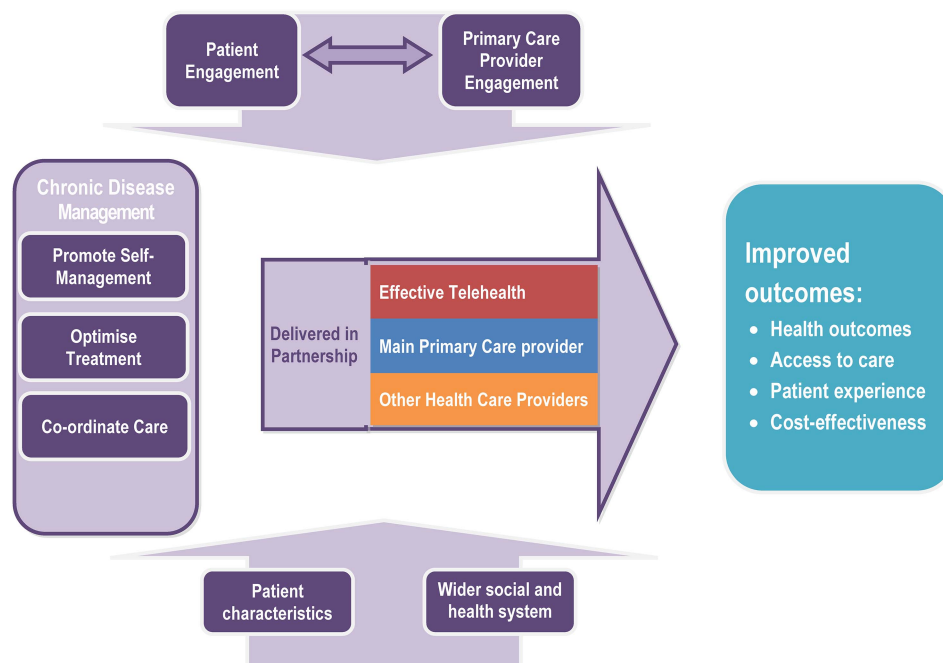 Patient
Engagement
Primary Care
Provider
Engagement
Chronic Disease
Management
Promote Self-
Management
Optimise
Treatment
Co-ordinate Care
Delivered in
Partnership
Effective Telehealth
Main Primary Care provider
Other Health Care Providers
Improved
outcomes:
• Health outcomes
• Access to care
• Patient experience
• Cost-effectiveness
Patient
characteristics
Wider social and
health system